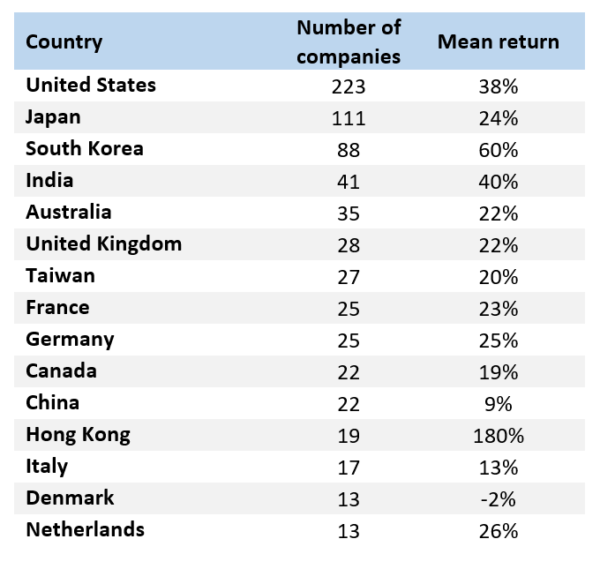 Country Number of companies Mean return
United States 223 38%
Japan 111 24%
South Korea 88 60%
India 41 40%
Australia 35 22%
United Kingdom 28 22%
Taiwan 27 20%
France 25 23%
Germany 25 25%
Canada 22 19%
China 22 9%
Hong Kong 19 180%
Italy 17 13%
Denmark 13 -2%
Netherlands 13 26%